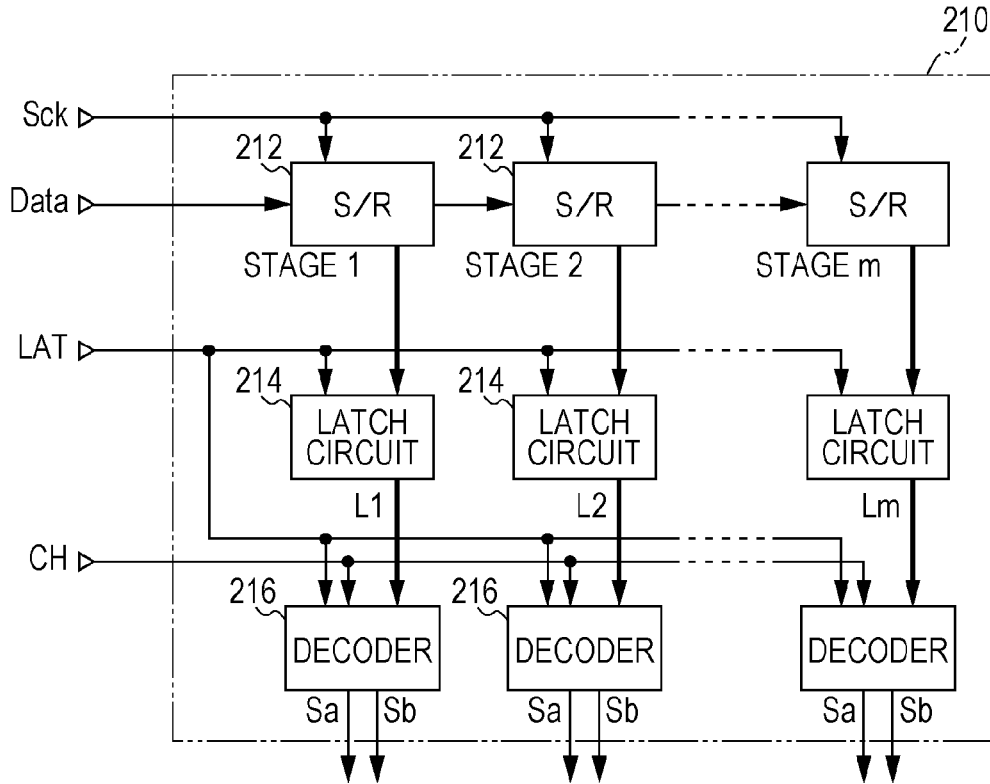 210
Sck
212
212
Data
S/R
S/R
S/R
STAGE 1
STAGE 2
STAGE m
LAT
214
214
LATCH
CIRCUIT
LATCH
CIRCUIT
LATCH
CIRCUIT
L1
L2
Lm
CH
216
216
DECODER
DECODER
DECODER
Sa
Sb
Sa
Sb
Sa
Sb